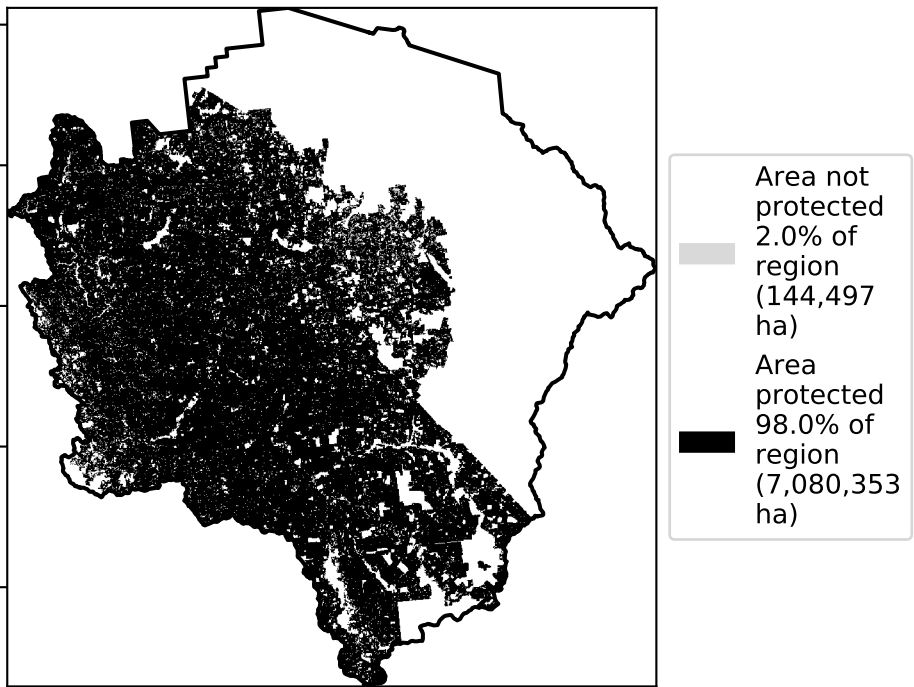 Area not
protected
2.0% of
region
(144,497
ha)
Area
protected
98.0% of
region
(7,080,353
ha)